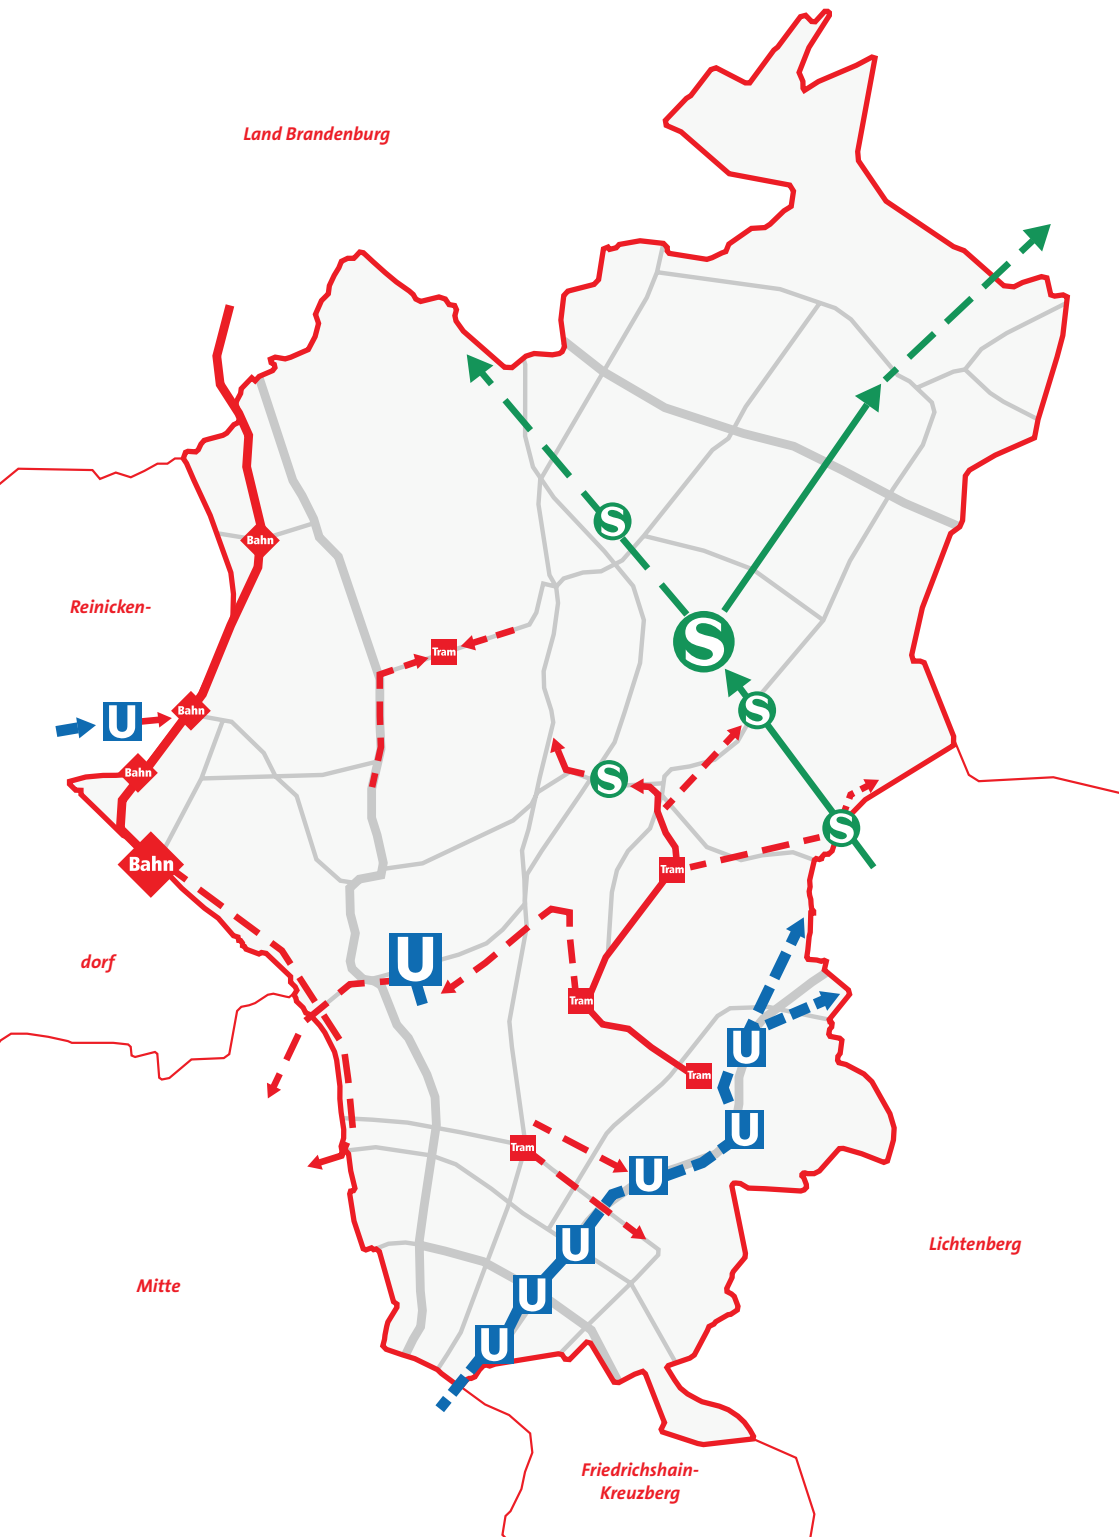 Land Brandenburg
S
Bahn
Reinicken-
S
Tram
Bahn
U
S
Bahn
S
S
Bahn
Tram
dorf
U
Tram
U
Tram
U
Tram
U
Lichtenberg
U
Mitte
U
U
Friedrichshain-
Kreuzberg